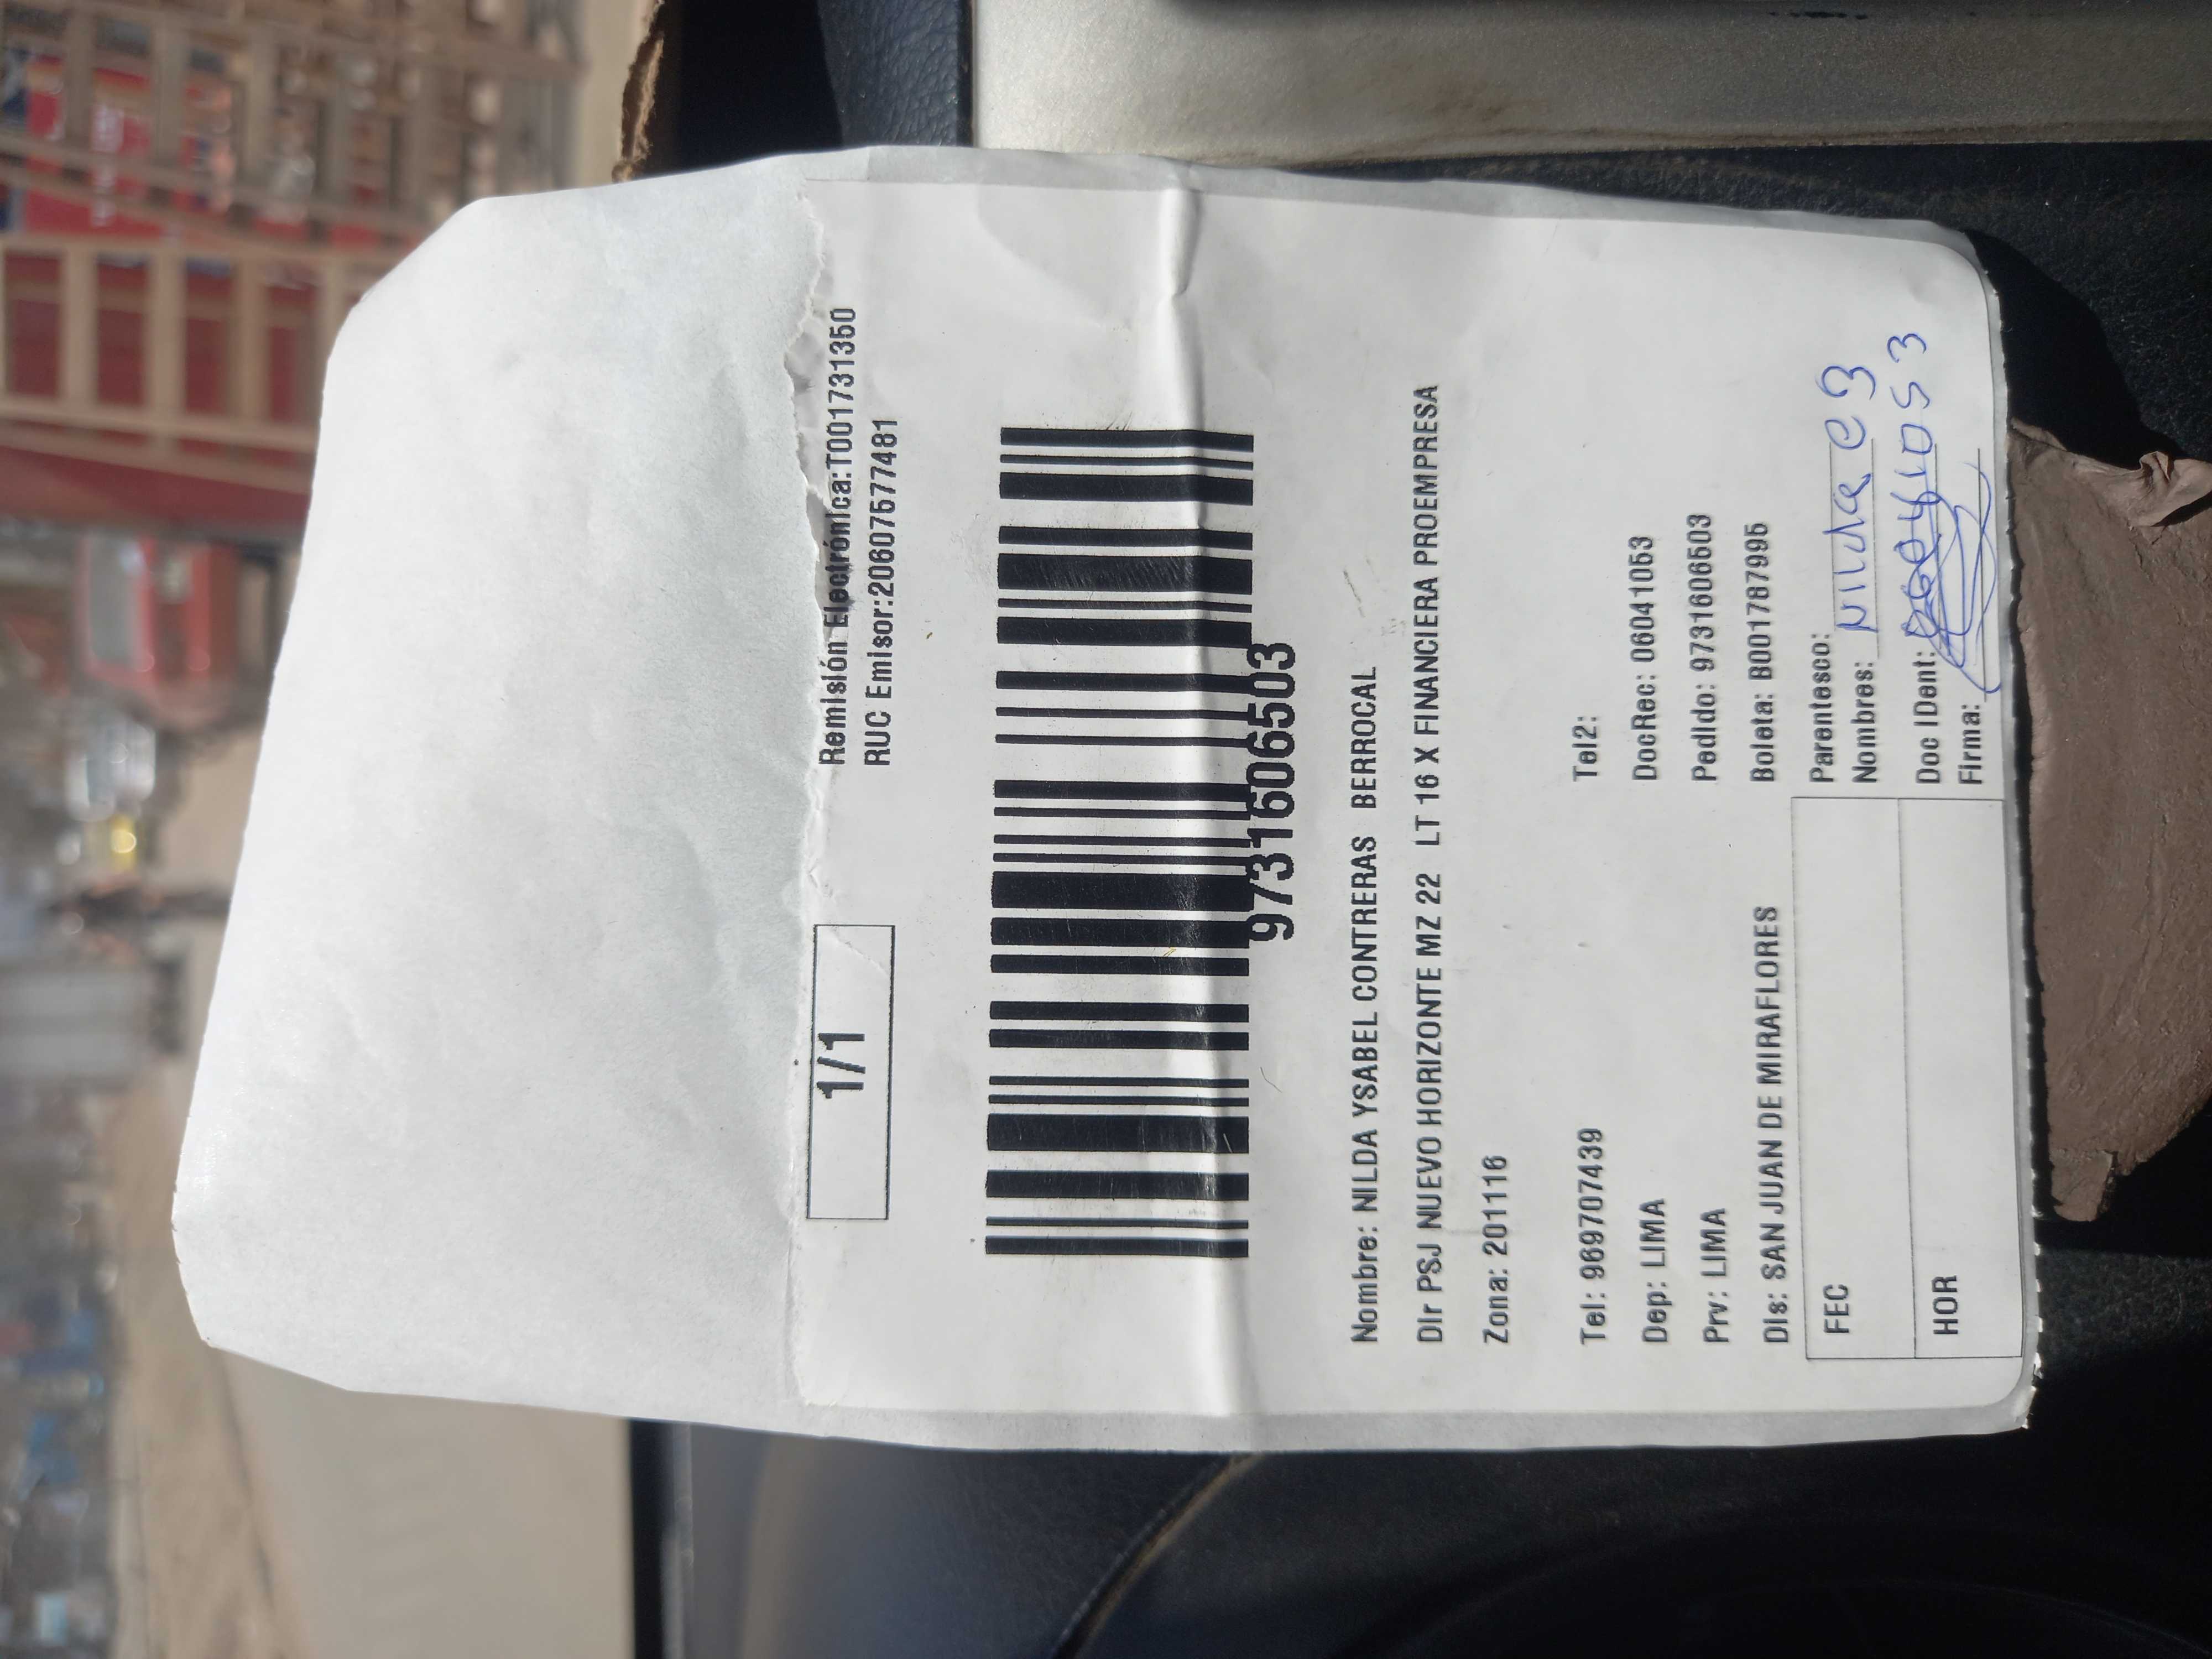 1/1
Remisión Electrónica:T001731350
RUC Emisor:20607577481
9731606503
Nombre: NILDA YSABEL CONTRERAS BERROCAL
Dir PSJ NUEVO HORIZONTE MZ 22 LT 16 X FINANCIERA PROEMPRESA
Zona: 201116
Tel: 969707439
Tel2:
Dep: LIMA
DocRec: 06041053
Prv: LIMA
Pedido: 9731606503
Dis: SAN JUAN DE MIRAFLORES
Boleta: B001787995
FEC
Parentesco:
Nombres: Nilda C B
HOR
Doc IDent: 06041053
Firma: